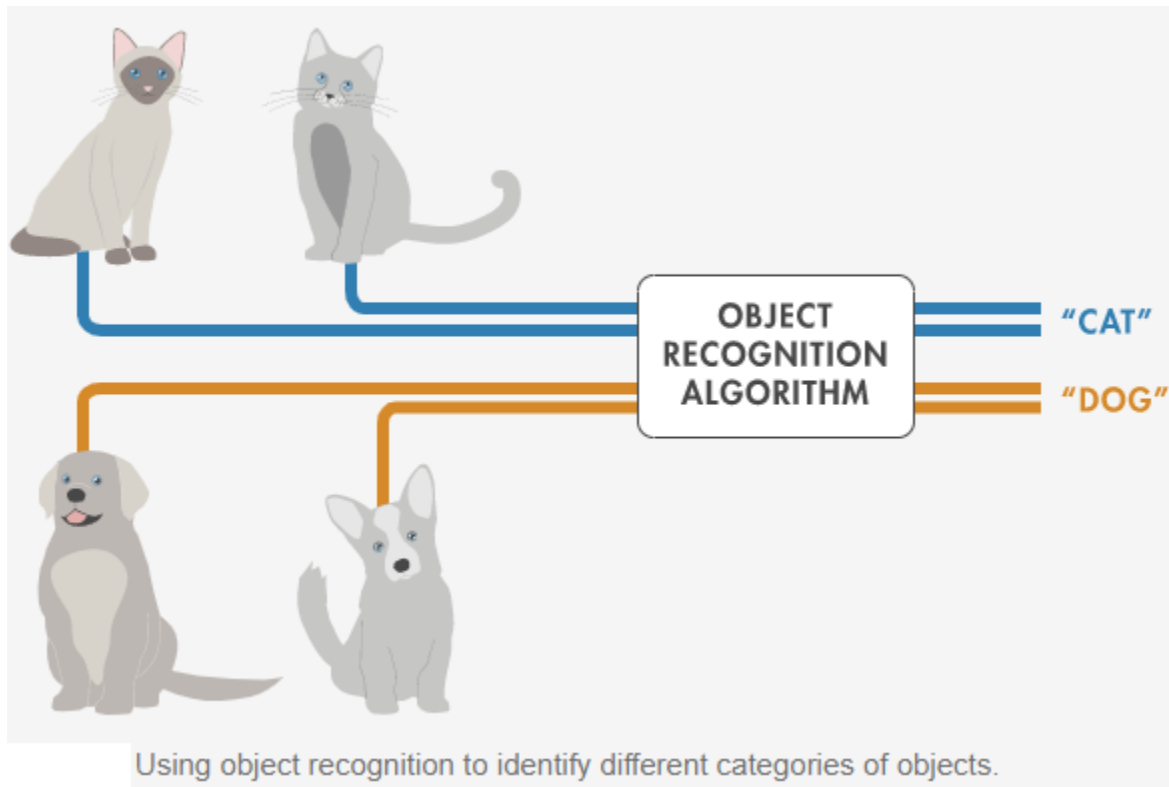 OBJECT
RECOGNITION
ALGORITHM
“CAT”
“DOG”
Using object recognition to identify different categories of objects.